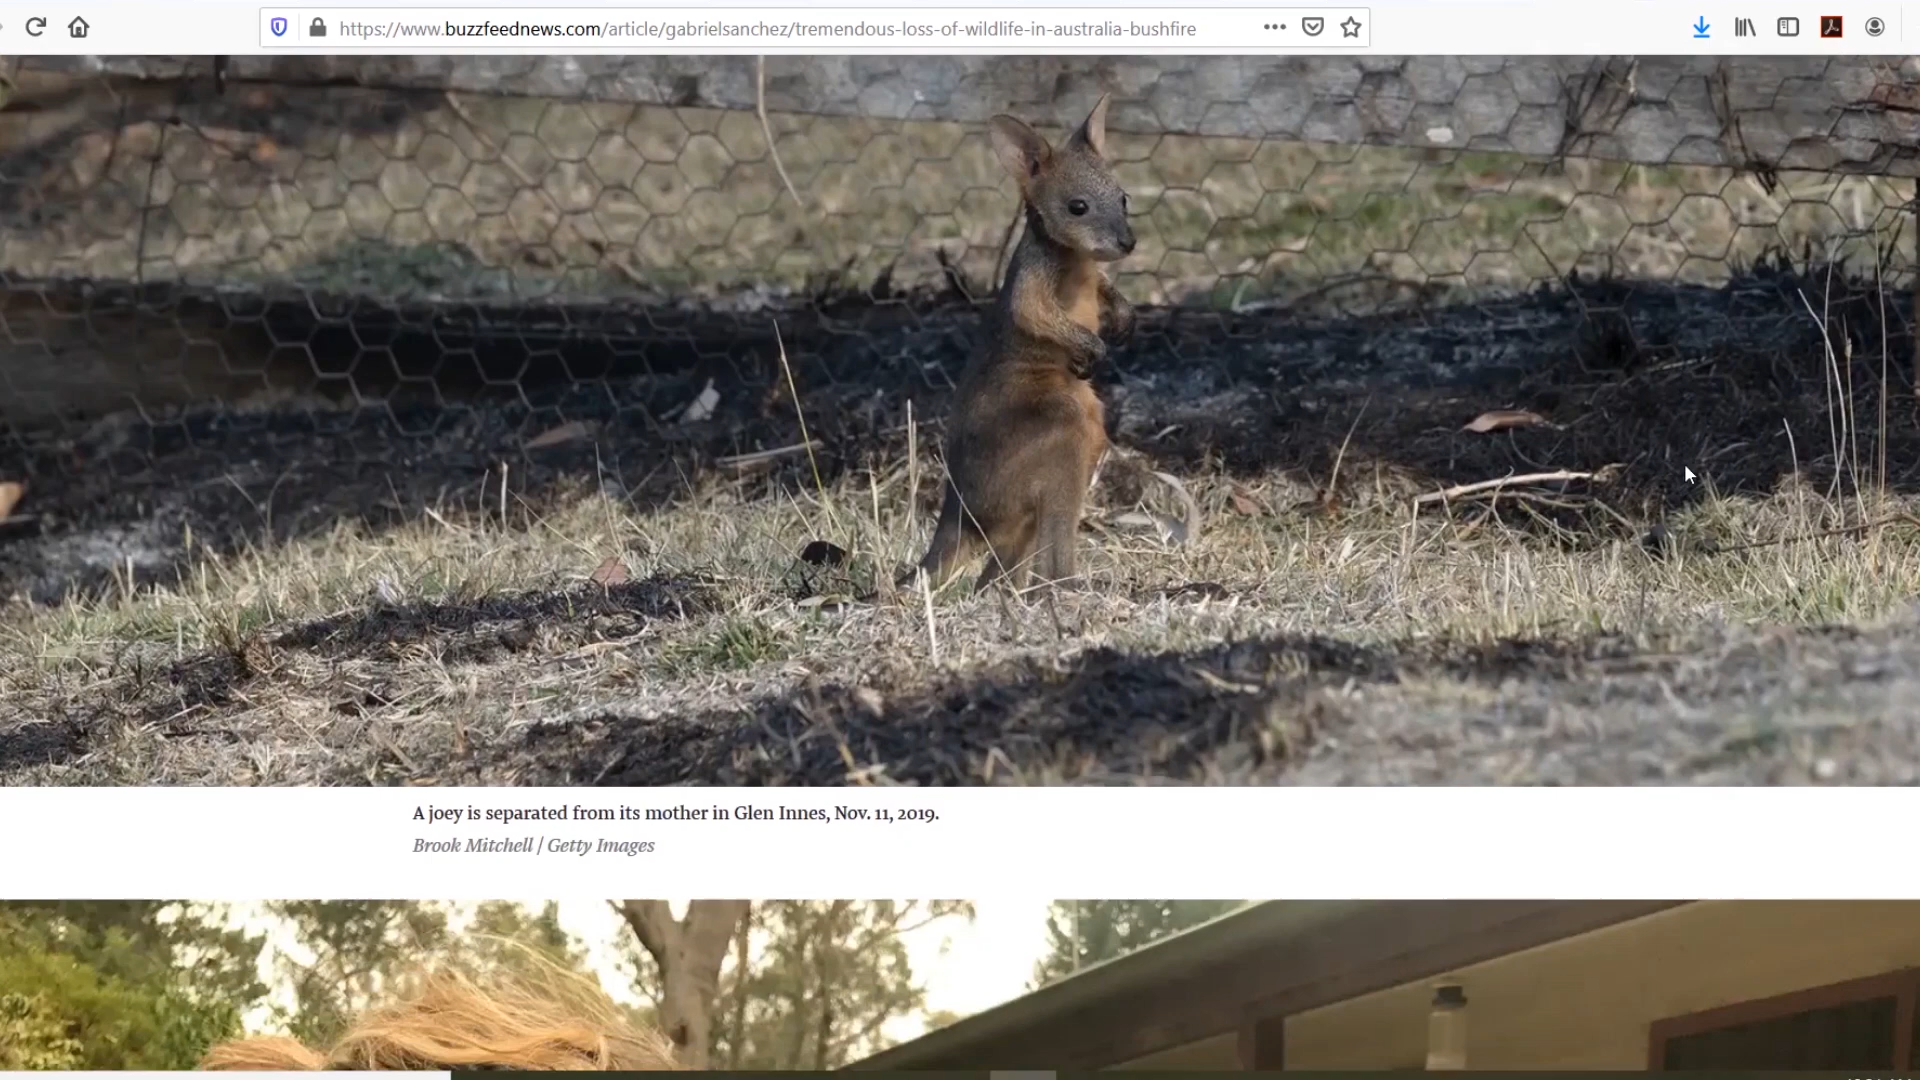 https://www.buzzfeednews.com/article/gabrielsanchez/tremendous-loss-of-wildlife-in-australia-bushfire
A joey is separated from its mother in Glen Innes, Nov. 11, 2019.
Brook Mitchell / Getty Images